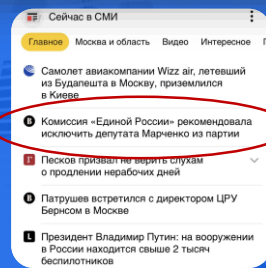 Сейчас в СМИ
Главное Москва и область Видео Интересное
Самолет авиакомпании Wizz air, летевший
из Будапешта в Москву, приземлился
в Киеве
Комиссия «Единой России» рекомендовала
исключить депутата Марченко из партии
Песков призвал не верить слухам
о продлении нерабочих дней
Патрушев встретился с директором ЦРУ
Бернсом в Москве
Президент Владимир Путин: на вооружении
в России находится свыше 2 тысяч
беспилотников